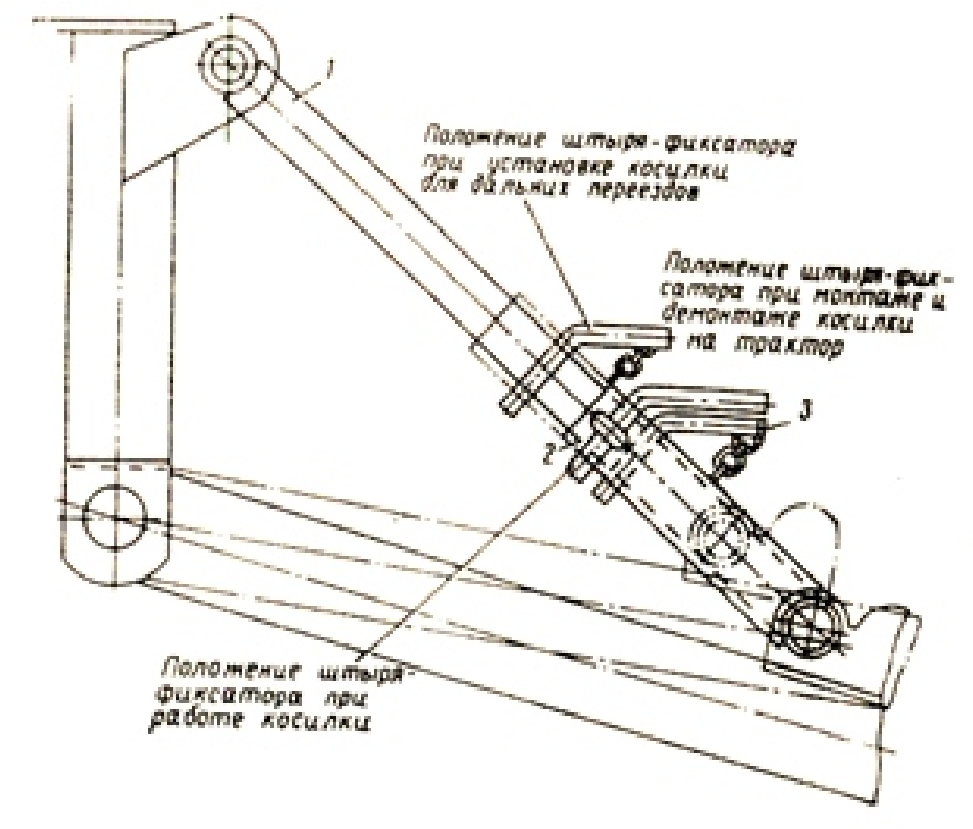 1
Положение штыря-фиксатора
при установке косилки
для дальних переездов
Положение штыря-фик-
сатора при монтаже и
демонтаже косилки
на трактор
3
2
Положение штыря-
фиксатора при
работе косилки